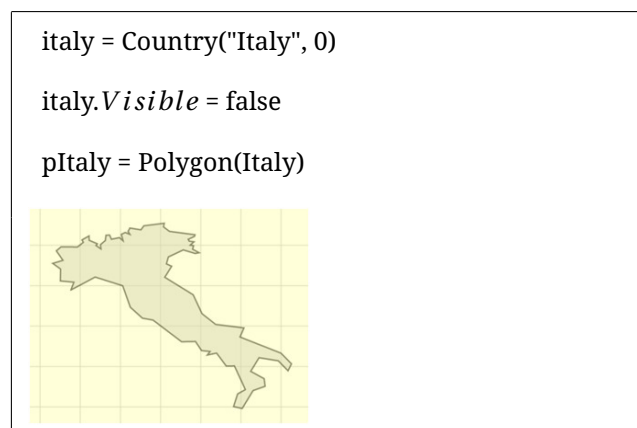 italy = Country("Italy", 0)
italy.Visible = false
pItaly = Polygon(Italy)